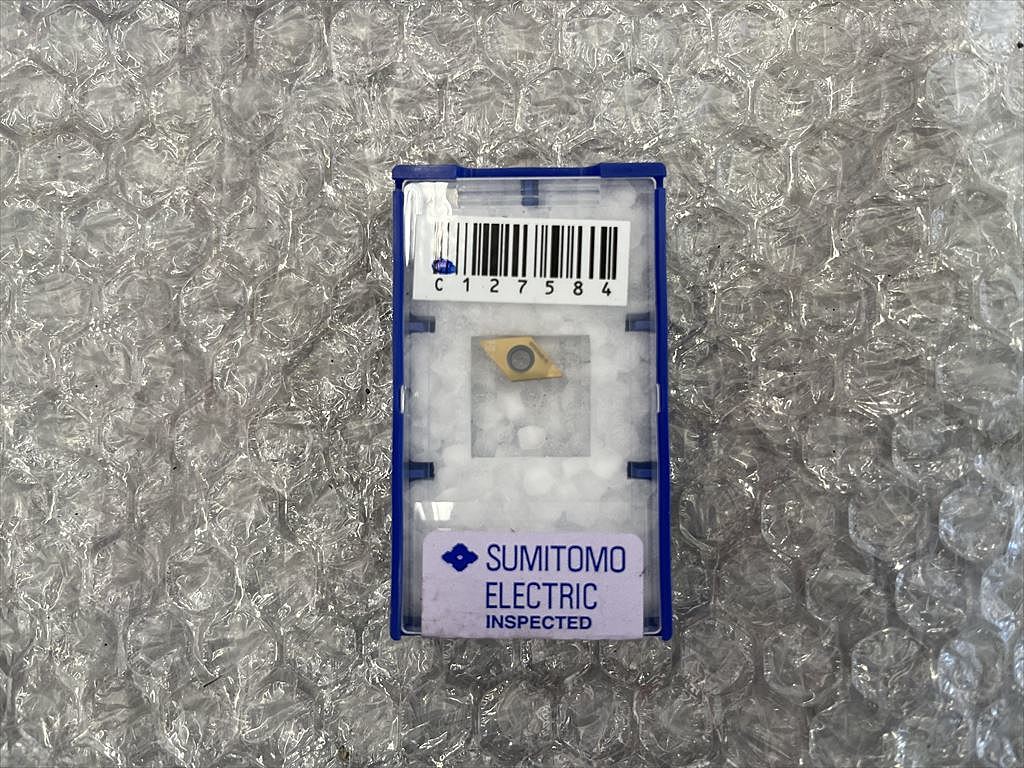 C127584
SUMITOMO
ELECTRIC
INSPECTED